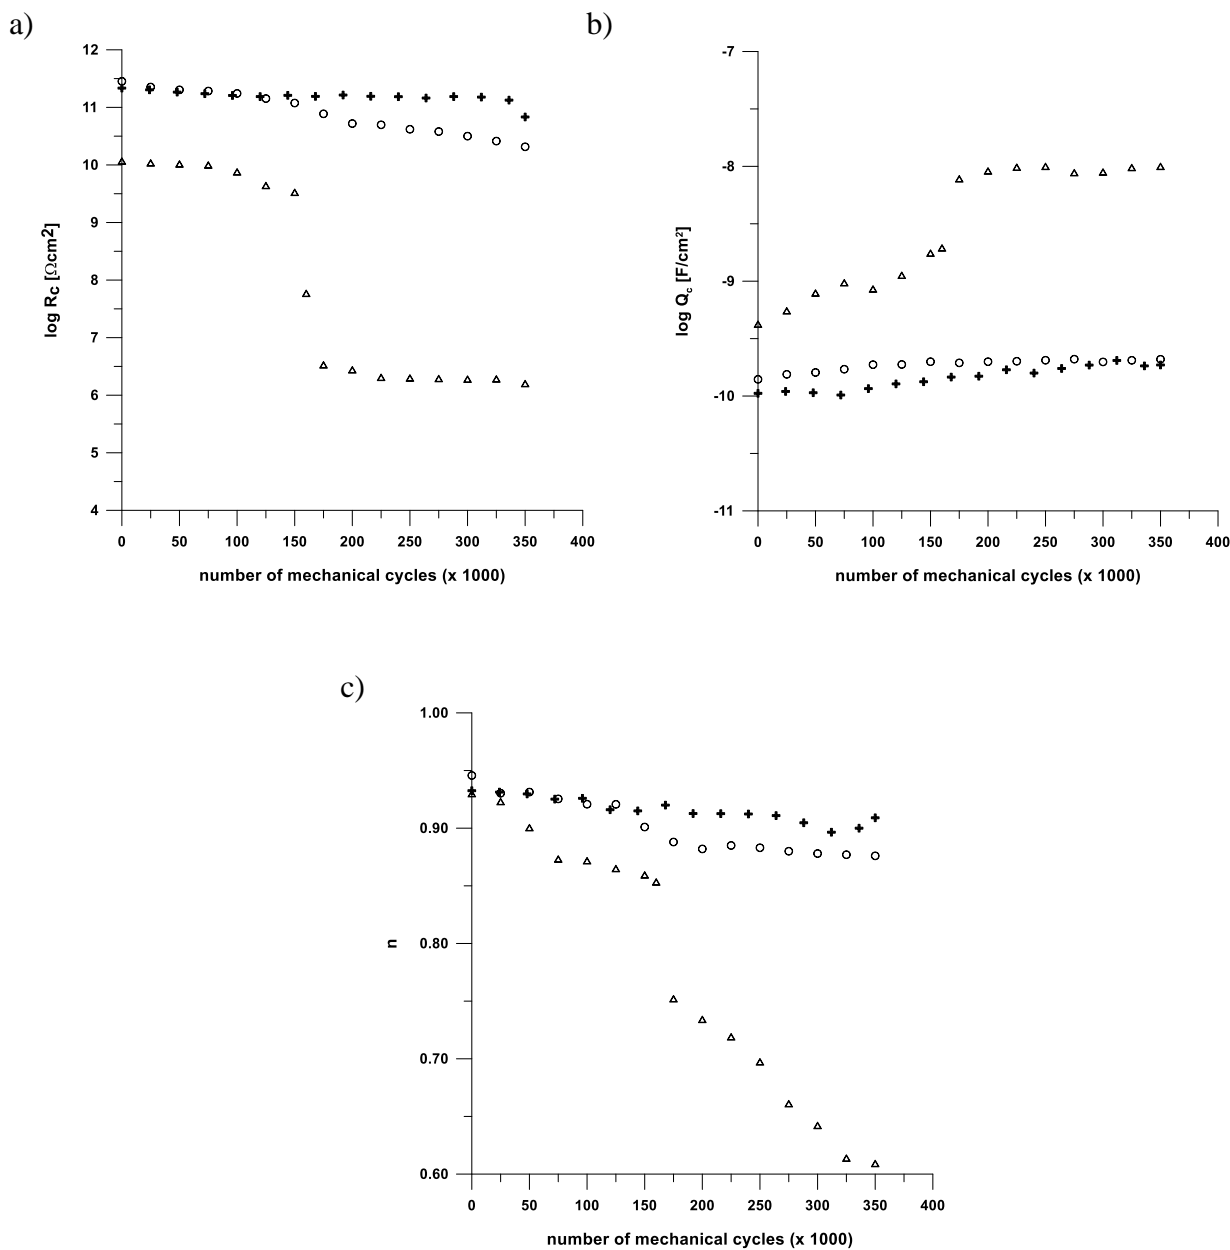 a)
12
11
10
9
8
7
6
5
4
log Rc [Ωcm2]
0 50 100 150 200 250 300 350 400
number of mechanical cycles (x 1000)
b)
-7
-8
-9
-10
-11
log Qc [F/cm²]
0 50 100 150 200 250 300 350 400
number of mechanical cycles (x 1000)
c)
1.00
0.90
0.80
0.70
0.60
n
0 50 100 150 200 250 300 350 400
number of mechanical cycles (x 1000)